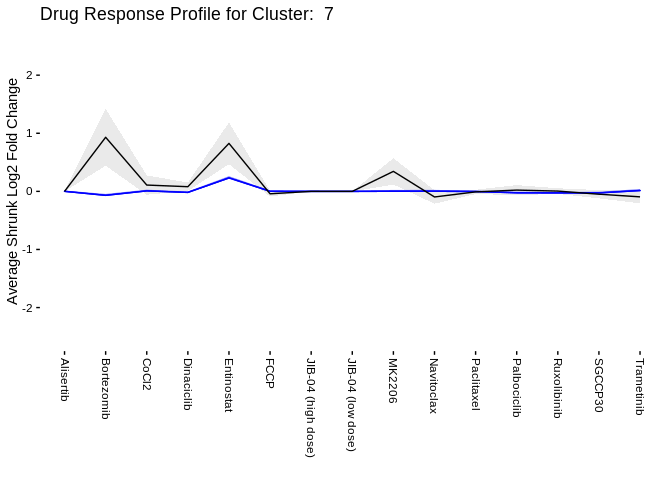 Drug Response Profile for Cluster:  7
Average Shrunk Log2 Fold Change
2
1
0
-1
-2
Alisertib
Bortezomib
CoCl2
Dinaciclib
Entinostat
FCCP
JIB-04 (high dose)
JIB-04 (low dose)
MK2206
Navitoclax
Paclitaxel
Palbociclib
Ruxolibinib
SGCCP30
Trametinib